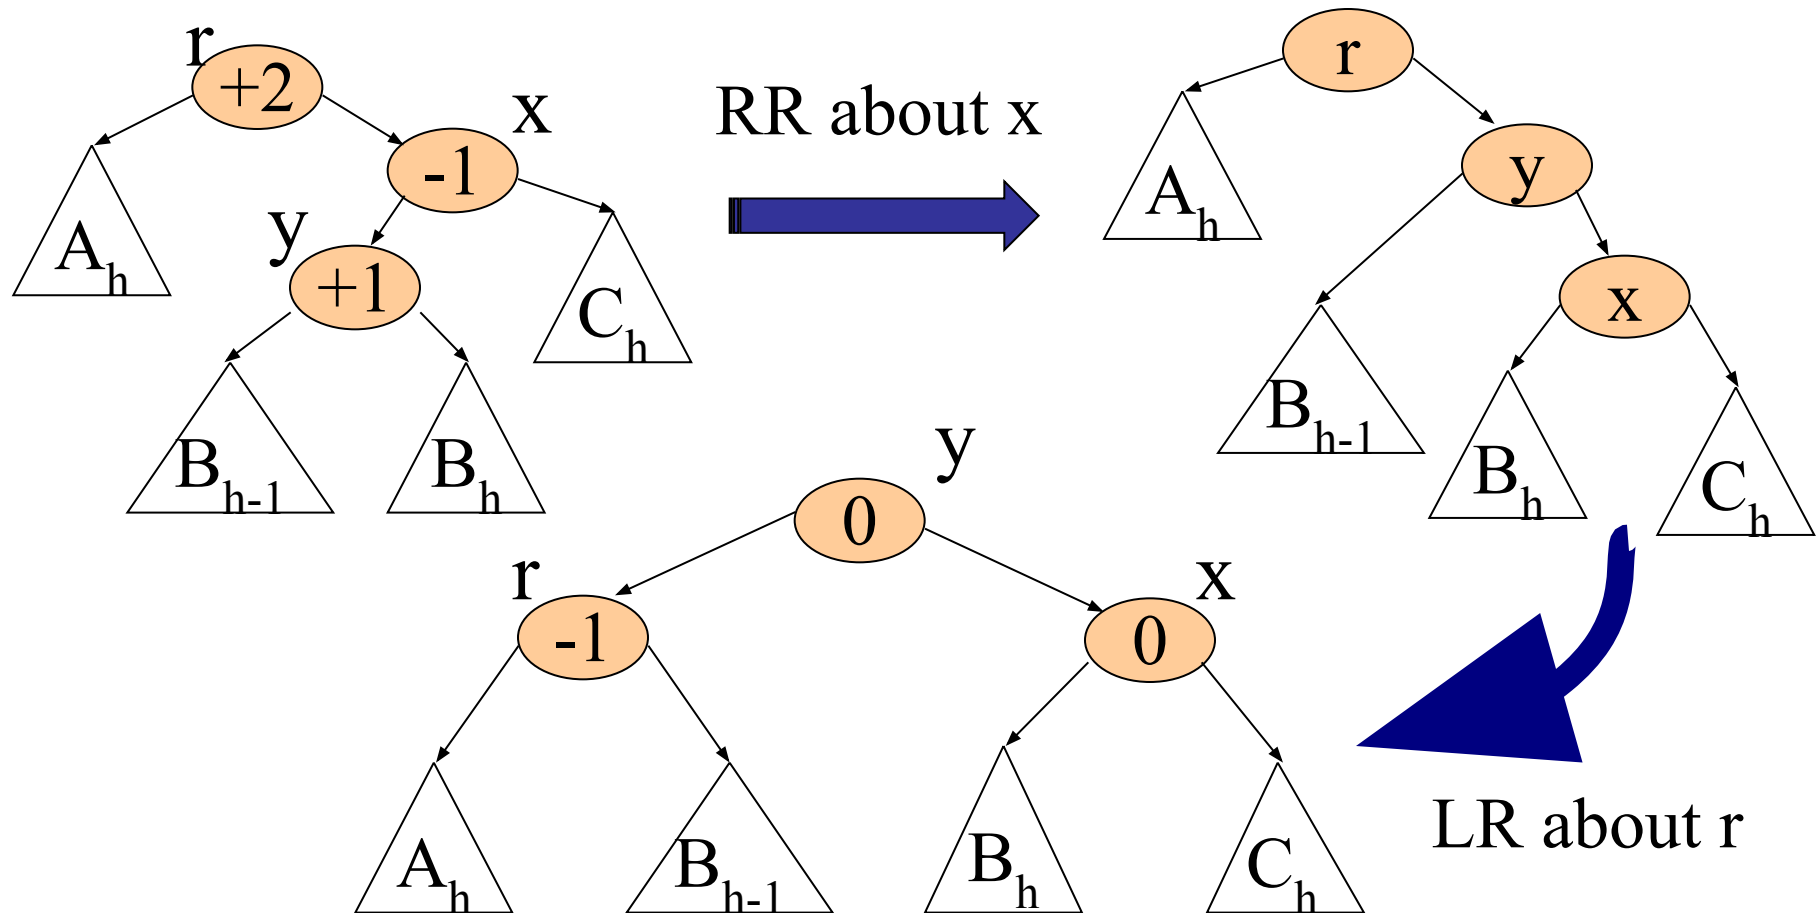 r
+2
x
-1
y
+1
A h
C h
B h-1
B h
RR about x
r
y
x
A h
B h-1
B h
C h
y
0
r
-1
x
0
A h
B h-1
B h
C h
LR about r